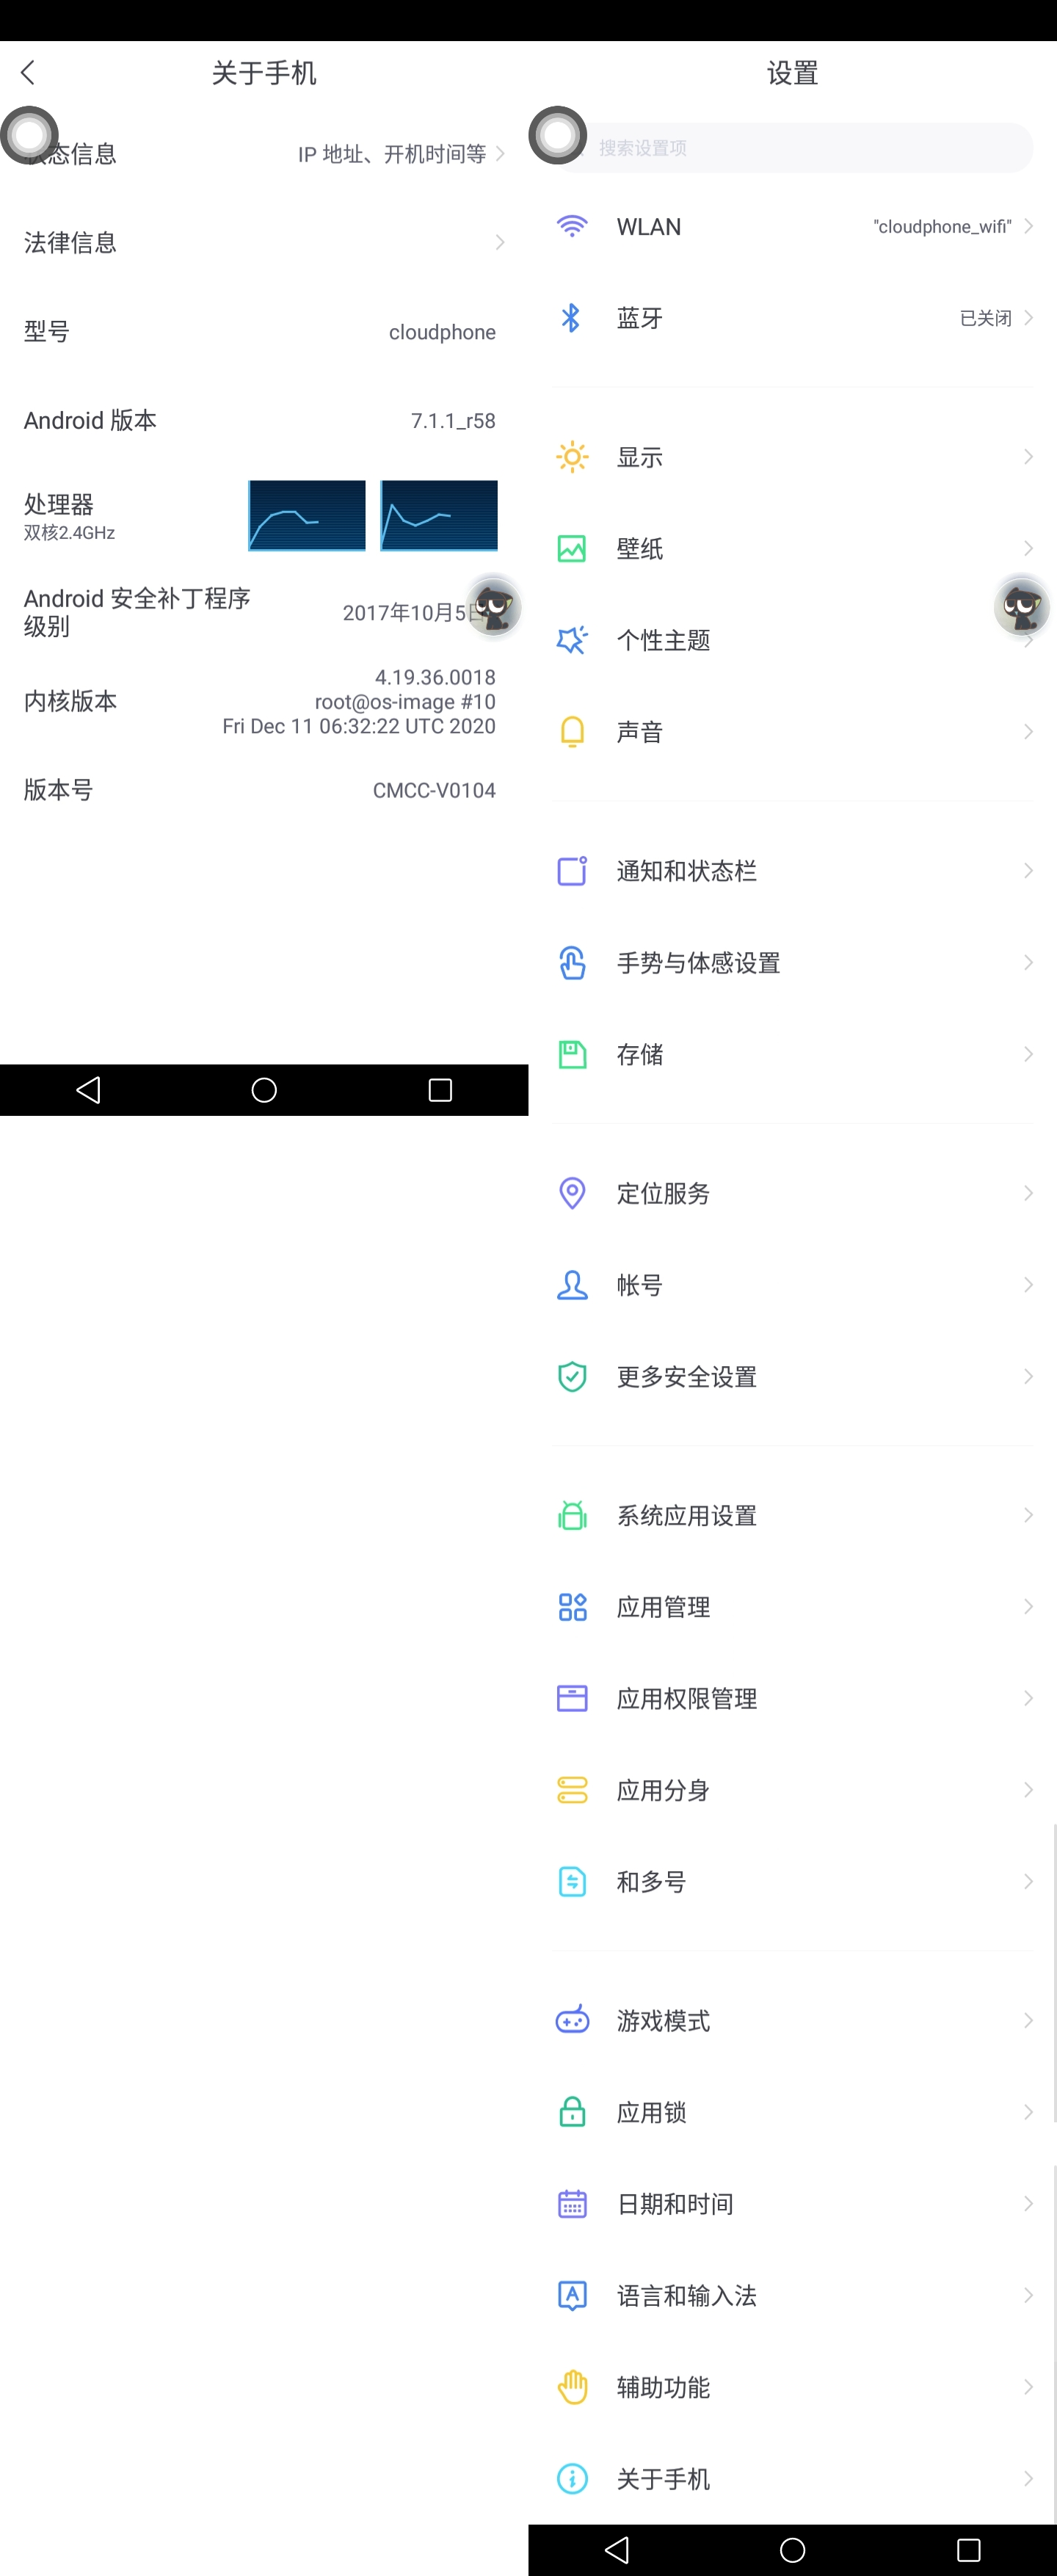 关于手机
态信息
IP 地址、开机时间等
法律信息
型号
cloudphone
Android 版本
7.1.1_r58
处理器
双核2.4GHz
Android 安全补丁程序
级别
2017年10月5日
内核版本
4.19.36.0018
root@os-image #10
Fri Dec 11 06:32:22 UTC 2020
版本号
CMCC-V0104
设置
搜索设置项
WLAN
"cloudphone_wifi"
蓝牙
已关闭
显示
壁纸
个性主题
声音
通知和状态栏
手势与体感设置
存储
定位服务
帐号
更多安全设置
系统应用设置
应用管理
应用权限管理
应用分身
和多号
游戏模式
应用锁
日期和时间
语言和输入法
辅助功能
关于手机